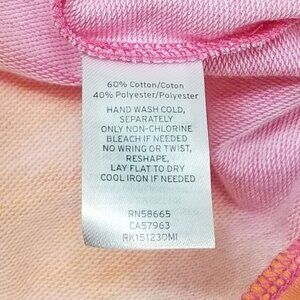 60% Cotton/Coton
40% Polyester/Polyester
HAND WASH COLD,
SEPARATELY
ONLY NON-CHLORINE
BLEACH IF NEEDED
NO WRING OR TWIST,
RESHAPE,
LAY FLAT TO DRY
COOL IRON IF NEEDED
RN58665
CA57963
RK151230MI